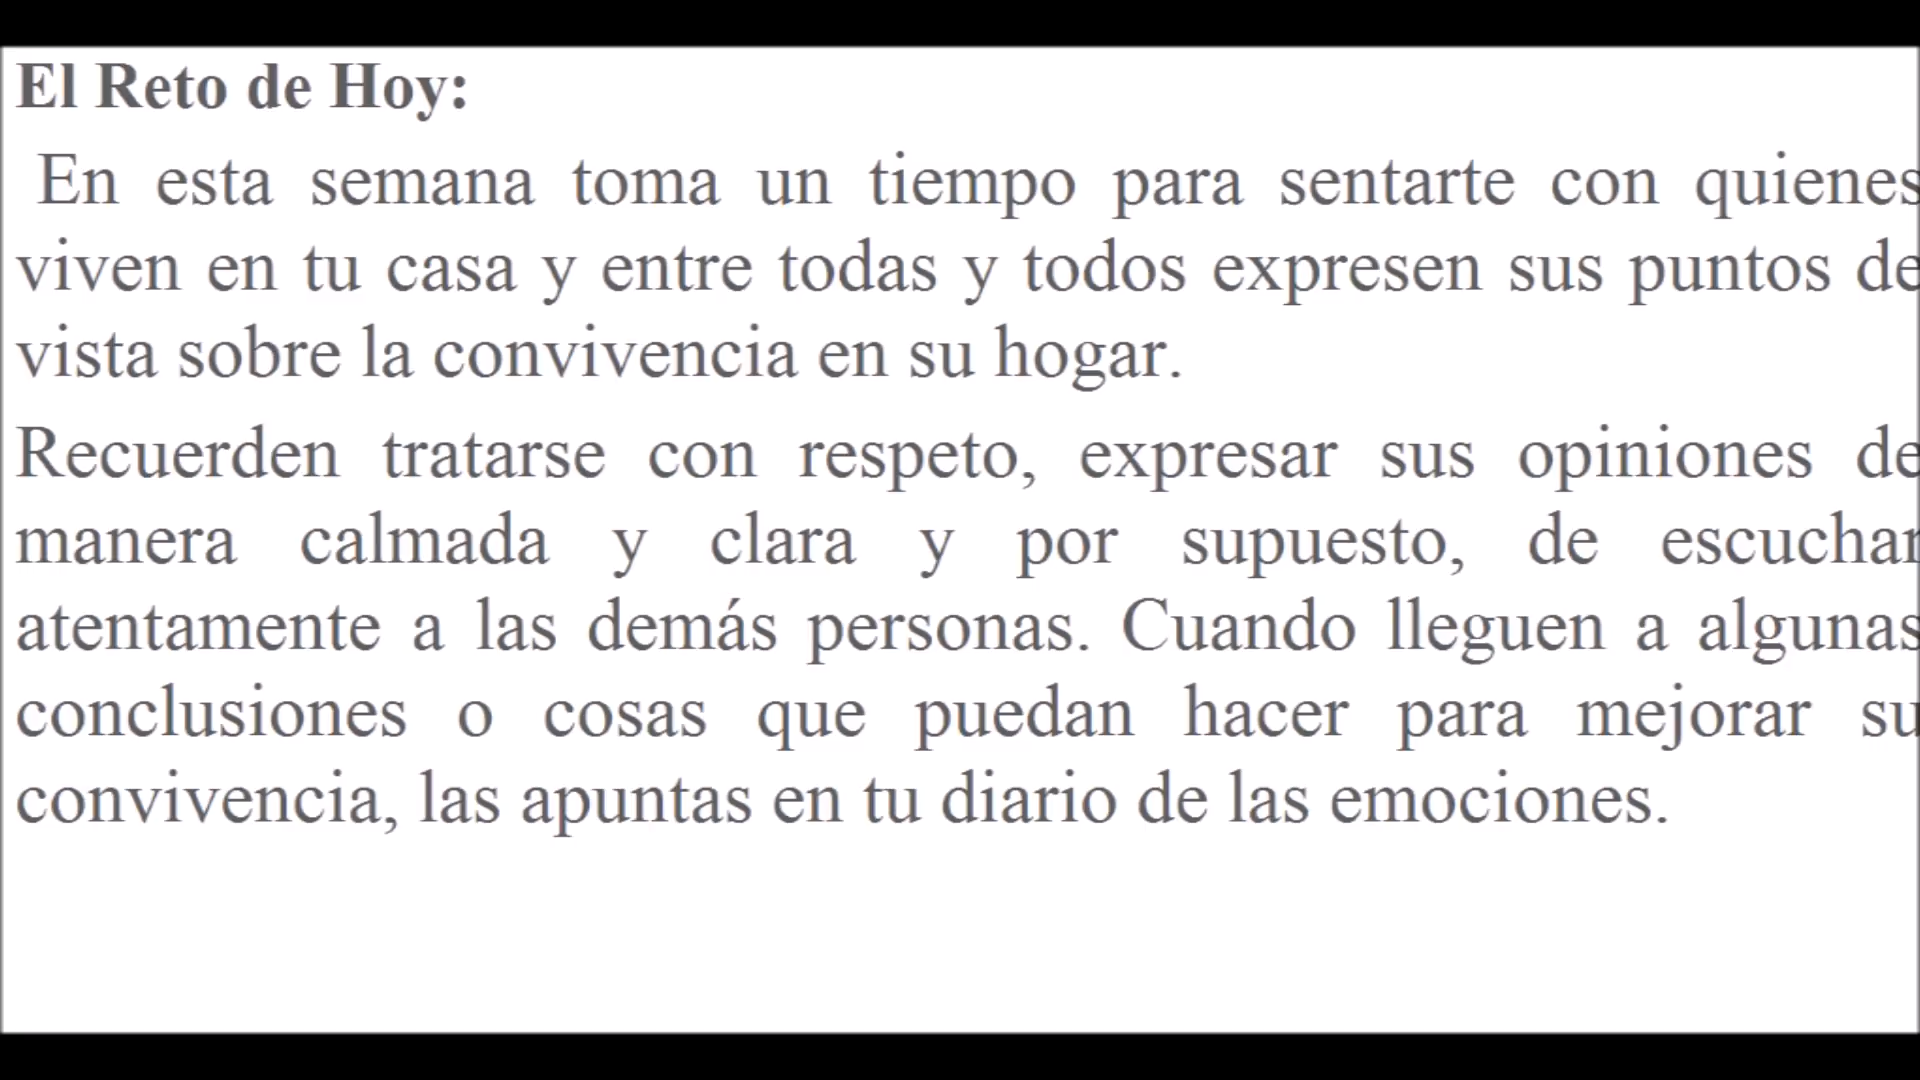 El Reto de Hoy:
En esta semana toma un tiempo para sentarte con quienes
viven en tu casa y entre todas y todos expresen sus puntos de
vista sobre la convivencia en su hogar.
Recuerden tratarse con respeto, expresar sus opiniones de
manera calmada y clara y por supuesto, de escuchar
atentamente a las demás personas. Cuando lleguen a algunas
conclusiones o cosas que puedan hacer para mejorar su
convivencia, las apuntas en tu diario de las emociones.